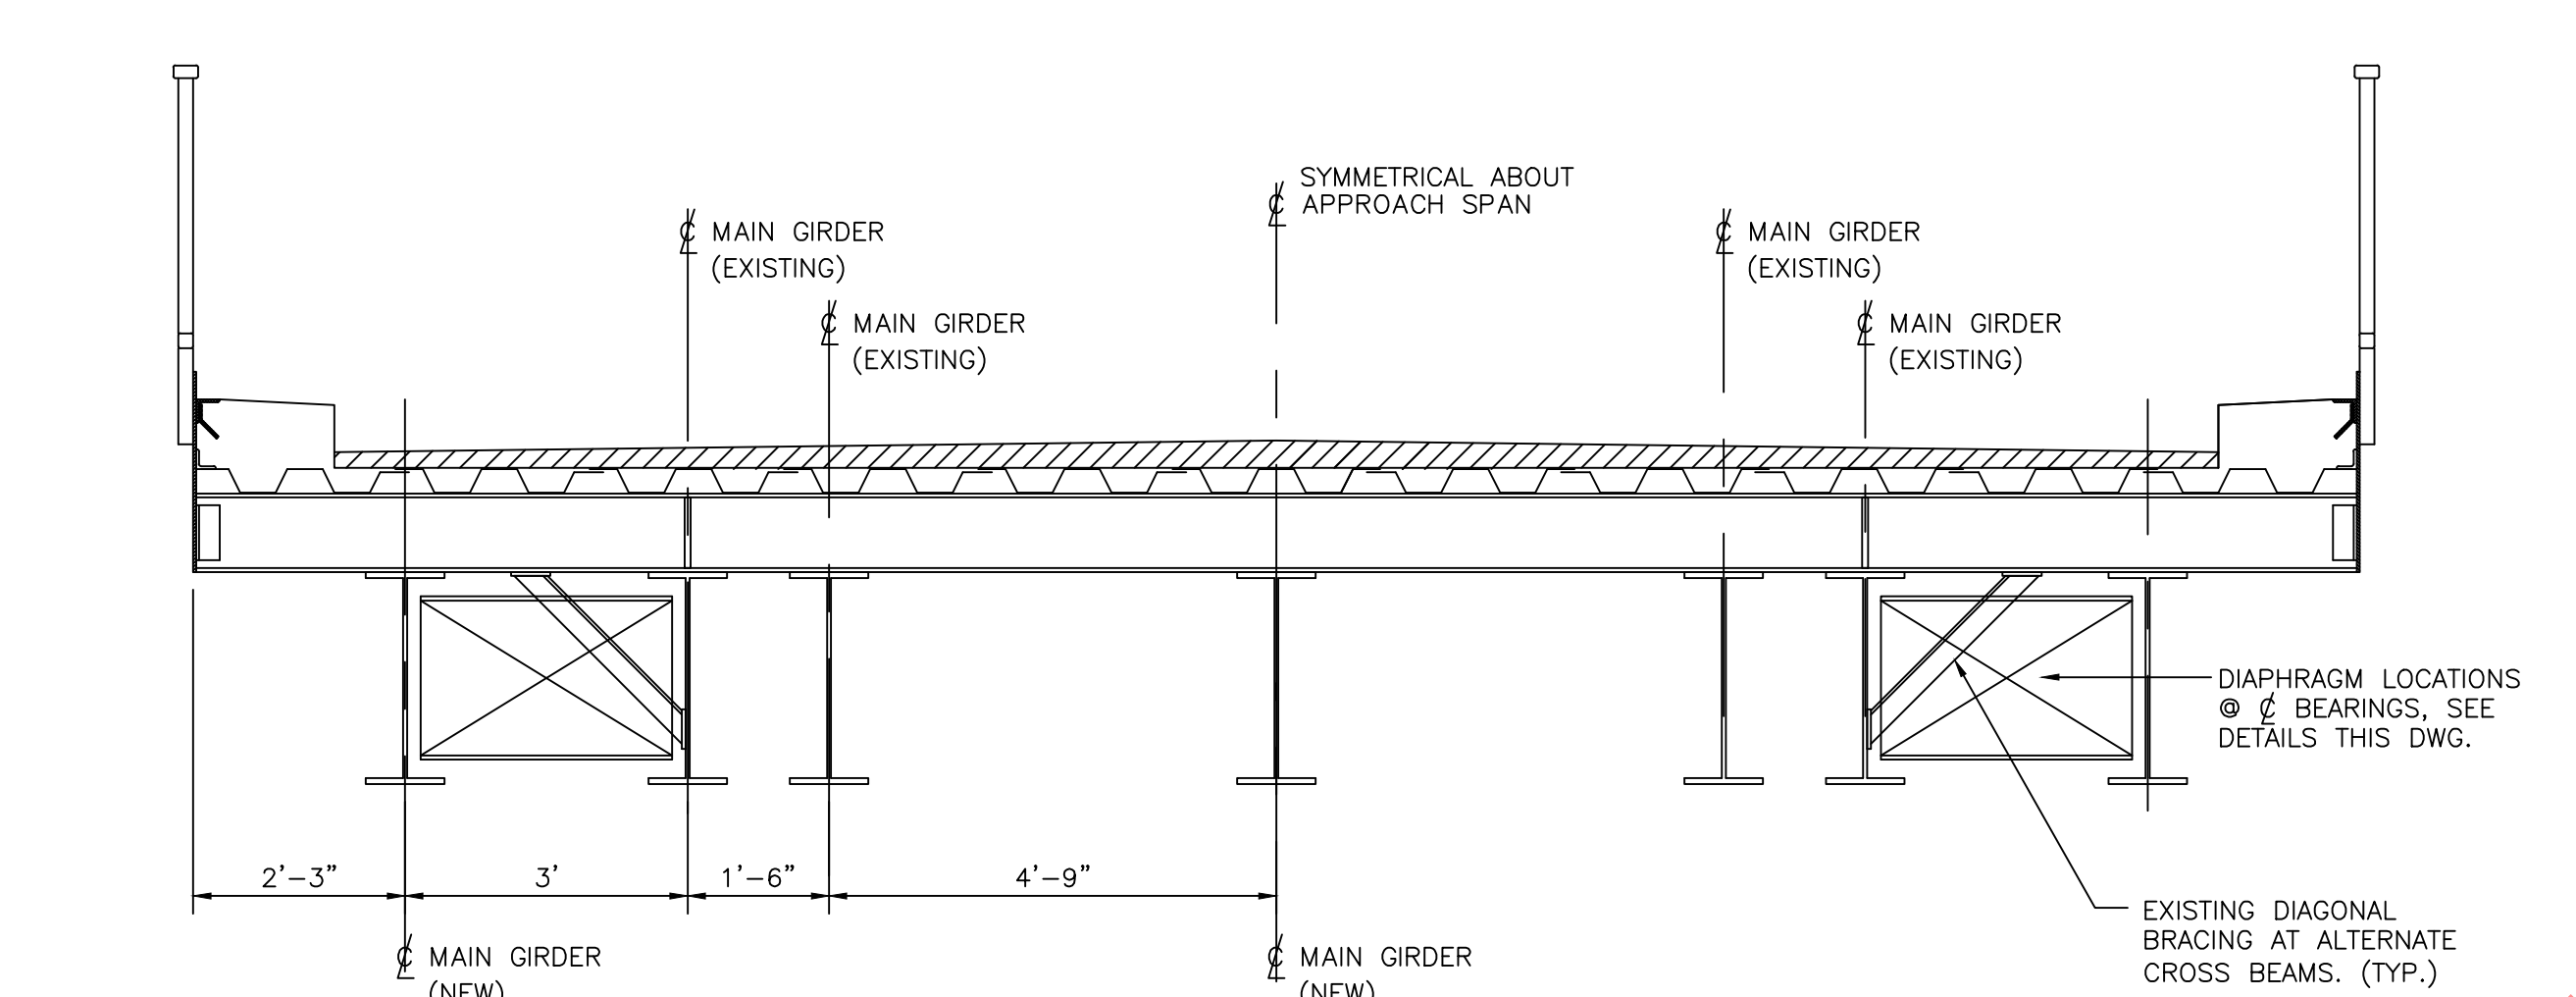 SYMMETRICAL ABOUT
℄ APPROACH SPAN
℄ MAIN GIRDER
(EXISTING)
℄ MAIN GIRDER
(EXISTING)
℄ MAIN GIRDER
(EXISTING)
℄ MAIN GIRDER
(EXISTING)
DIAPHRAGM LOCATIONS
@ ℄ BEARINGS, SEE
DETAILS THIS DWG.
2'-3"
3'
1'-6"
4'-9"
EXISTING DIAGONAL
BRACING AT ALTERNATE
CROSS BEAMS. (TYP.)
℄ MAIN GIRDER
(NEW)
℄ MAIN GIRDER
(NEW)